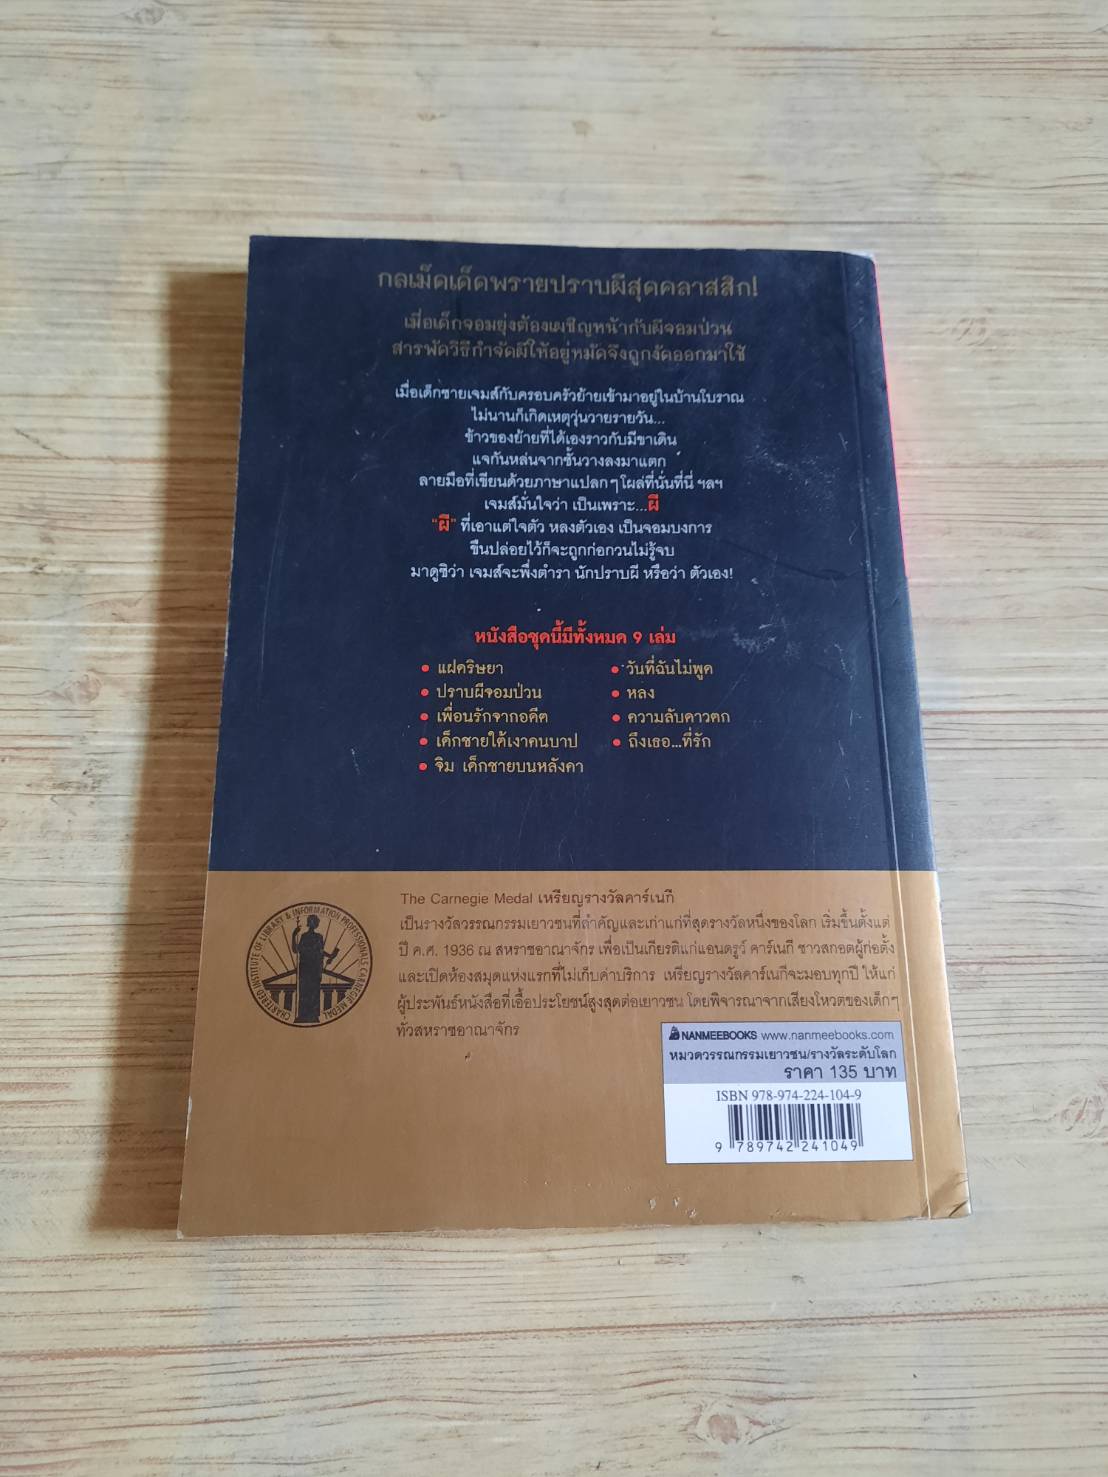 กลเม็ดเด็ดพรายปราบผีสุดคลาสสิก!
เมื่อเด็กจอมยุ่งต้องเผชิญหน้ากับผีจอมป่วน
สารพัดวิธีกำจัดผีให้อยู่หมัดจึงถูกงัดออกมาใช้
เมื่อเด็กชายเจมส์กับครอบครัวย้ายเข้ามาอยู่ในบ้านโบราณ
ไม่นานก็เกิดเหตุวุ่นวายรายวัน...
ข้าวของย้ายที่ได้เองราวกับมีขาเดิน
แจกันหล่นจากชั้นวางลงมาแตก
ลายมือที่เขียนด้วยภาษาแปลกๆ โผล่ที่นั่นที่นี่ ฯลฯ
เจมส์มั่นใจว่า เป็นเพราะ...ผี
"ผี" ที่เอาแต่ใจตัว หลงตัวเอง เป็นจอมบงการ
ขืนปล่อยไว้ก็จะถูกก่อกวนไม่รู้จบ
มาดูซิว่า เจมส์จะพึ่งตำรา นักปราบผี หรือว่า ตัวเอง!
หนังสือชุดนี้มีทั้งหมด 9 เล่ม
• แฝดริษยา
• ปราบผีจอมป่วน
• เพื่อนรักจากอดีต
• เด็กชายใต้เงาคนบาป
• จิม เด็กชายบนหลังคา
• วันที่ฉันไม่พูด
• หลง
• ความลับดาวตก
• ถึงเธอ...ที่รัก
The Carnegie Medal เหรียญรางวัลคาร์เนกี
เป็นรางวัลวรรณกรรมเยาวชนที่สำคัญและเก่าแก่ที่สุดรางวัลหนึ่งของโลก เริ่มขึ้นตั้งแต่
ปี ค.ศ. 1936 ณ สหราชอาณาจักร เพื่อเป็นเกียรติแก่แอนดรูว์ คาร์เนกี ชาวสกอตผู้ก่อตั้ง
และเปิดห้องสมุดแห่งแรกที่ไม่เก็บค่าบริการ เหรียญรางวัลคาร์เนกีจะมอบทุกปี ให้แก่
ผู้ประพันธ์หนังสือที่เอื้อประโยชน์สูงสุดต่อเยาวชน โดยพิจารณาจากเสียงโหวตของเด็กๆ
ทั่วสหราชอาณาจักร
CHARTERED INSTITUTE OF LIBRARY & INFORMATION PROFESSIONALS CARNEGIE MEDAL
NANMEEBOOKS www.nanmeebooks.com
หมวดวรรณกรรมเยาวชน/รางวัลระดับโลก
ราคา 135 บาท
ISBN 978-974-224-104-9
9 789742 241049